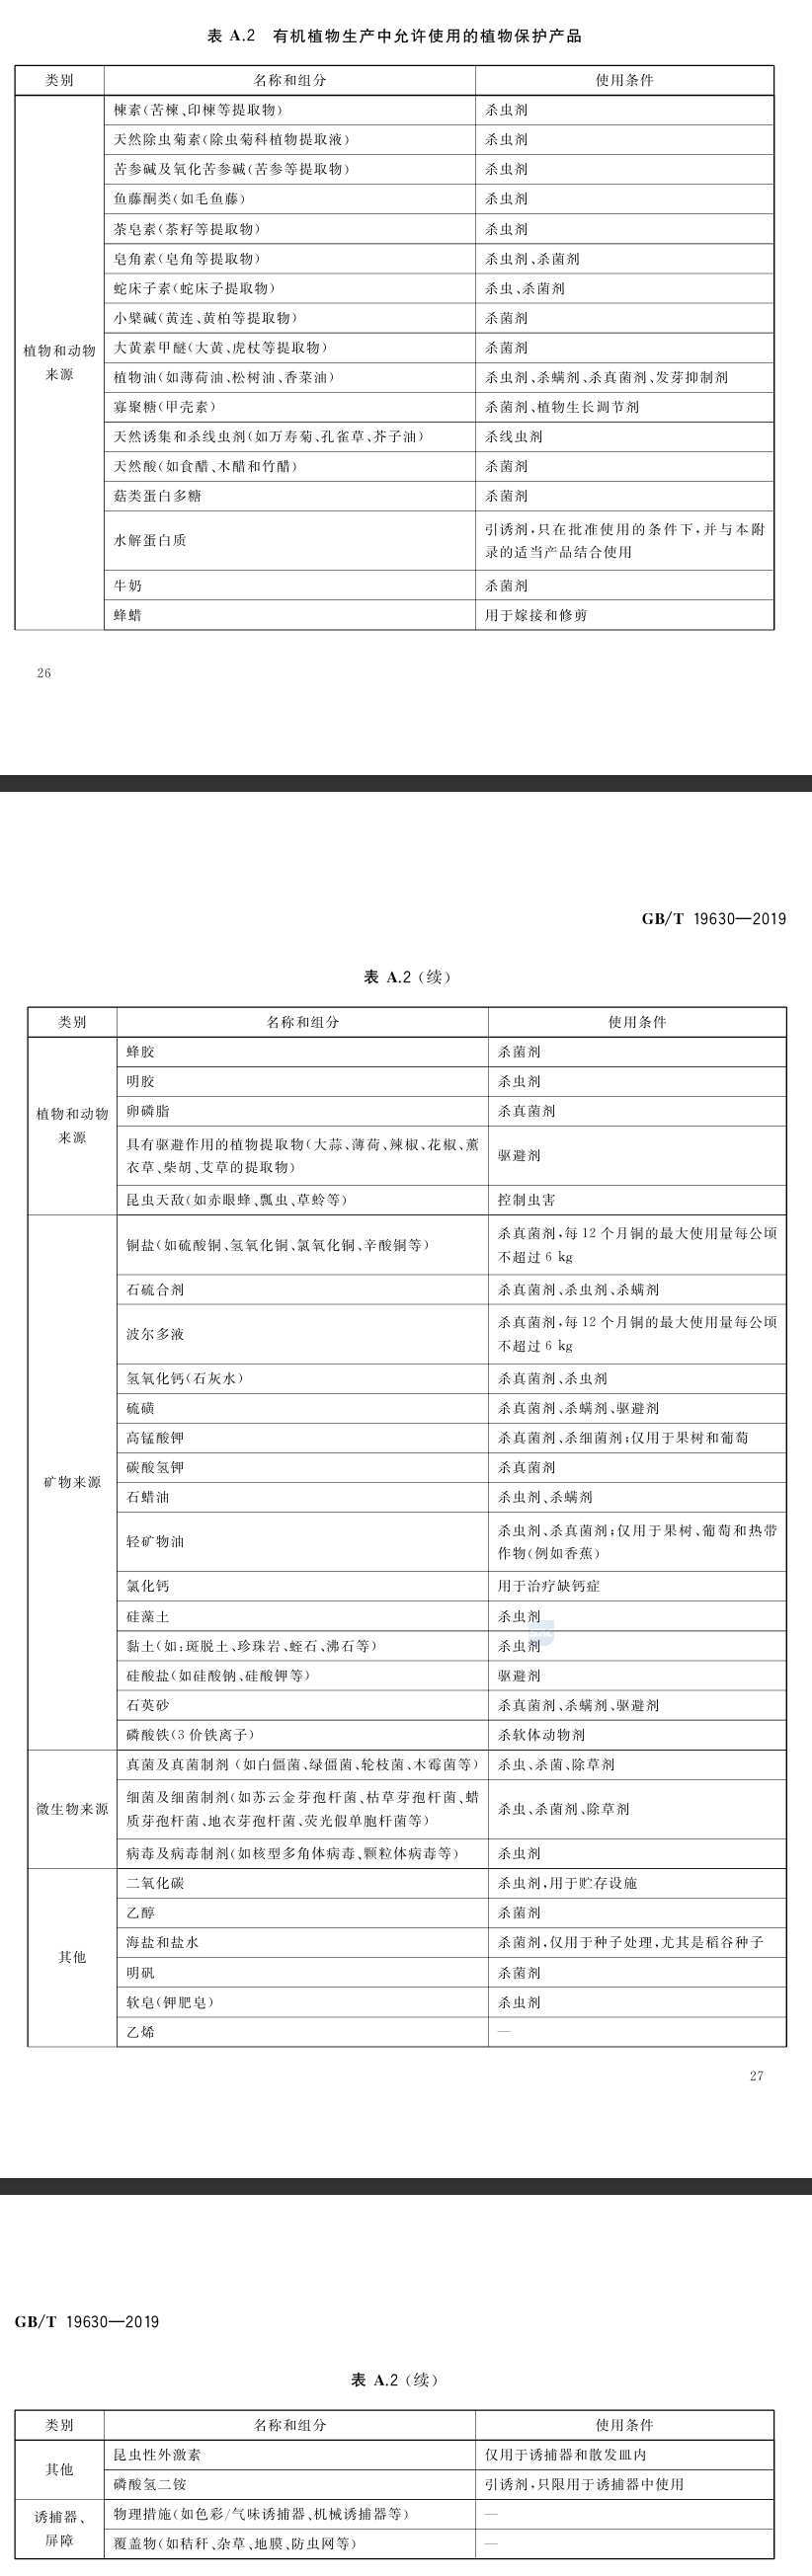 表 A.2 有机植物生产中允许使用的植物保护产品
类别 名称和组分 使用条件
植物和动物
来源
楝素(苦楝、印楝等提取物) 杀虫剂
天然除虫菊素(除虫菊科植物提取液) 杀虫剂
苦参碱及氧化苦参碱(苦参等提取物) 杀虫剂
鱼藤酮类(如毛鱼藤) 杀虫剂
茶皂素(茶籽等提取物) 杀虫剂
皂角素(皂角等提取物) 杀虫剂、杀菌剂
蛇床子素(蛇床子提取物) 杀虫、杀菌剂
小檗碱(黄连、黄柏等提取物) 杀菌剂
大黄素甲醚(大黄、虎杖等提取物) 杀菌剂
植物油(如薄荷油、松树油、香菜油) 杀虫剂、杀螨剂、杀真菌剂、发芽抑制剂
寡聚糖(甲壳素) 杀菌剂、植物生长调节剂
天然诱集和杀线虫剂(如万寿菊、孔雀草、芥子油) 杀线虫剂
天然酸(如食醋、木醋和竹醋) 杀菌剂
菇类蛋白多糖 杀菌剂
水解蛋白质 引诱剂,只在批准使用的条件下,并与本附
录的适当产品结合使用
牛奶 杀菌剂
蜂蜡 用于嫁接和修剪
26
GB/T 19630—2019
表 A.2 (续)
类别 名称和组分 使用条件
植物和动物
来源
蜂胶 杀菌剂
明胶 杀虫剂
卵磷脂 杀真菌剂
具有驱避作用的植物提取物(大蒜、薄荷、辣椒、花椒、薰
衣草、柴胡、艾草的提取物) 驱避剂
昆虫天敌(如赤眼蜂、瓢虫、草蛉等) 控制虫害
矿物来源
铜盐(如硫酸铜、氢氧化铜、氯氧化铜、辛酸铜等) 杀真菌剂,每 12 个月铜的最大使用量每公顷
不超过 6 kg
石硫合剂 杀真菌剂、杀虫剂、杀螨剂
波尔多液 杀真菌剂,每 12 个月铜的最大使用量每公顷
不超过 6 kg
氢氧化钙(石灰水) 杀真菌剂、杀虫剂
硫磺 杀真菌剂、杀螨剂、驱避剂
高锰酸钾 杀真菌剂、杀细菌剂;仅用于果树和葡萄
碳酸氢钾 杀真菌剂
石蜡油 杀虫剂、杀螨剂
轻矿物油 杀虫剂、杀真菌剂;仅用于果树、葡萄和热带
作物(例如香蕉)
氯化钙 用于治疗缺钙症
硅藻土 杀虫剂
黏土(如:斑脱土、珍珠岩、蛭石、沸石等) 杀虫剂
硅酸盐(如硅酸钠、硅酸钾等) 驱避剂
石英砂 杀真菌剂、杀螨剂、驱避剂
磷酸铁(3 价铁离子) 杀软体动物剂
微生物来源
真菌及真菌制剂 (如白僵菌、绿僵菌、轮枝菌、木霉菌等) 杀虫、杀菌、除草剂
细菌及细菌制剂(如苏云金芽孢杆菌、枯草芽孢杆菌、蜡
质芽孢杆菌、地衣芽孢杆菌、荧光假单胞杆菌等) 杀虫、杀菌剂、除草剂
病毒及病毒制剂(如核型多角体病毒、颗粒体病毒等) 杀虫剂
其他
二氧化碳 杀虫剂,用于贮存设施
乙醇 杀菌剂
海盐和盐水 杀菌剂,仅用于种子处理,尤其是稻谷种子
明矾 杀菌剂
软皂(钾肥皂) 杀虫剂
乙烯 —
27
GB/T 19630—2019
表 A.2 (续)
类别 名称和组分 使用条件
其他
昆虫性外激素 仅用于诱捕器和散发皿内
磷酸氢二铵 引诱剂,只限用于诱捕器中使用
诱捕器、
屏障
物理措施(如色彩/气味诱捕器、机械诱捕器等) —
覆盖物(如秸秆、杂草、地膜、防虫网等) —